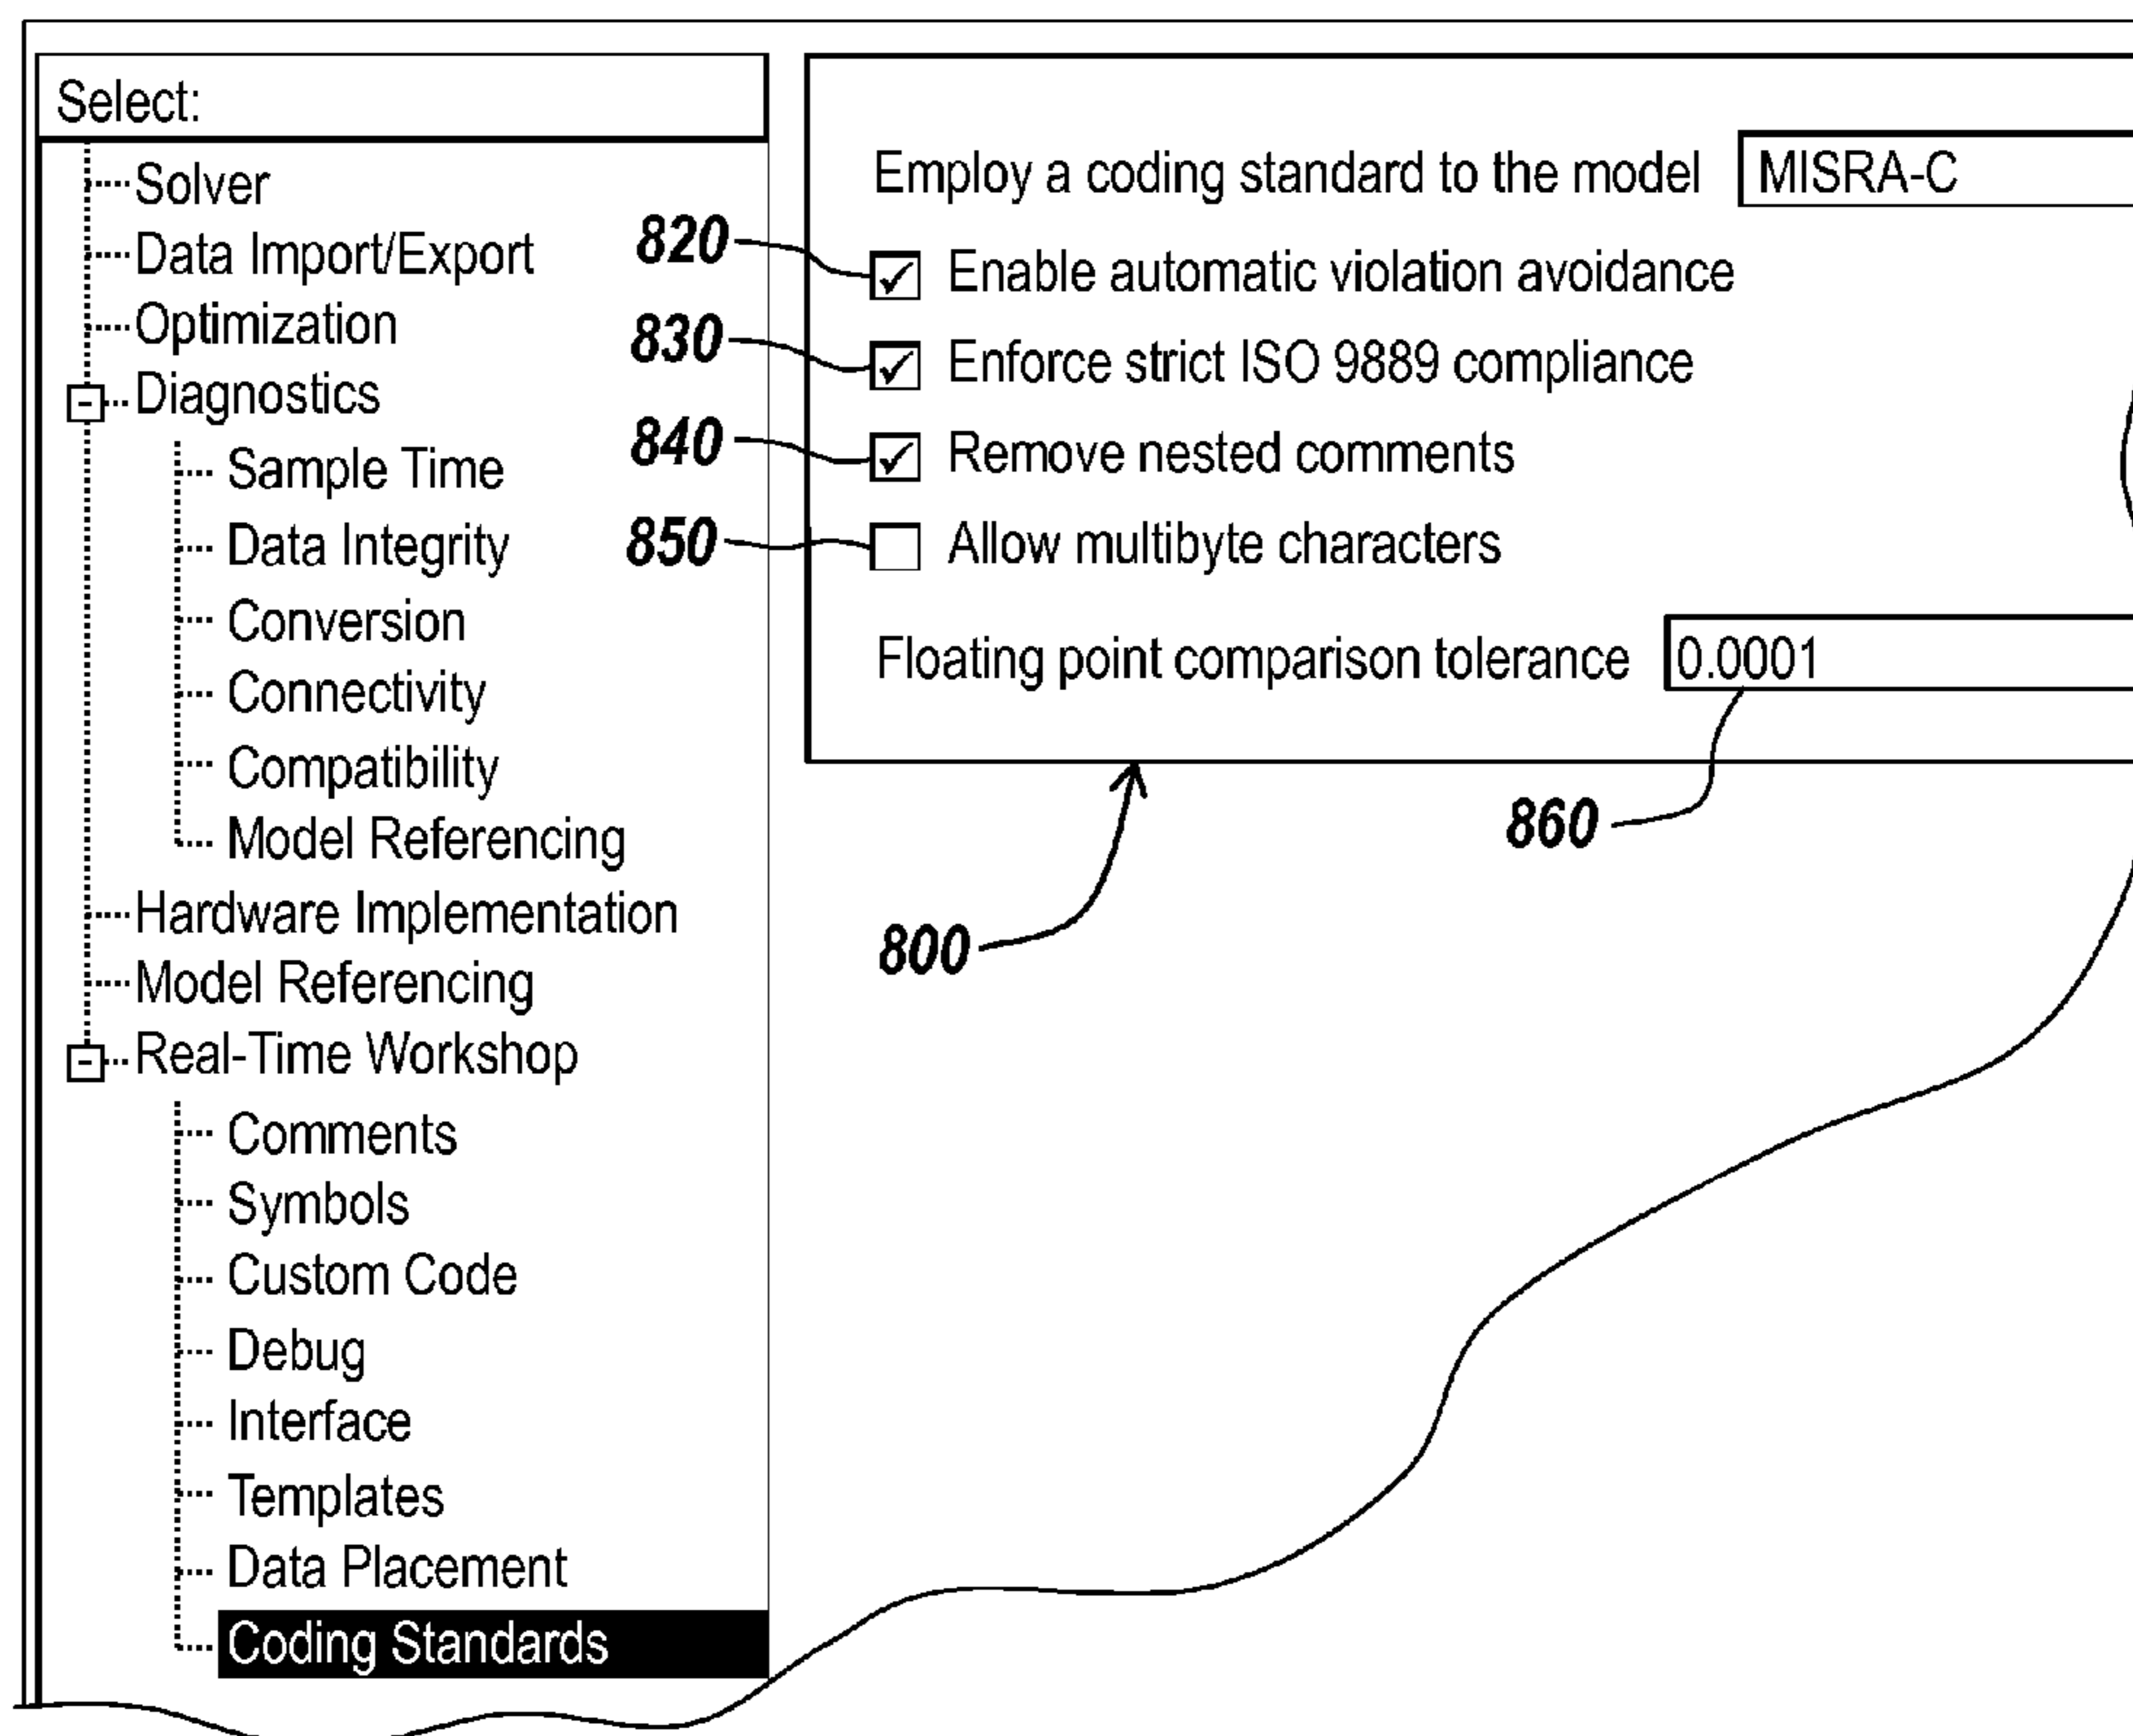 Select:
Solver
Data Import/Export
Optimization
Diagnostics
Sample Time
Data Integrity
Conversion
Connectivity
Compatibility
Model Referencing
Hardware Implementation
Model Referencing
Real-Time Workshop
Comments
Symbols
Custom Code
Debug
Interface
Templates
Data Placement
Coding Standards
Employ a coding standard to the model MISRA-C
820 Enable automatic violation avoidance
830 Enforce strict ISO 9889 compliance
840 Remove nested comments
850 Allow multibyte characters
Floating point comparison tolerance 0.0001
860
800